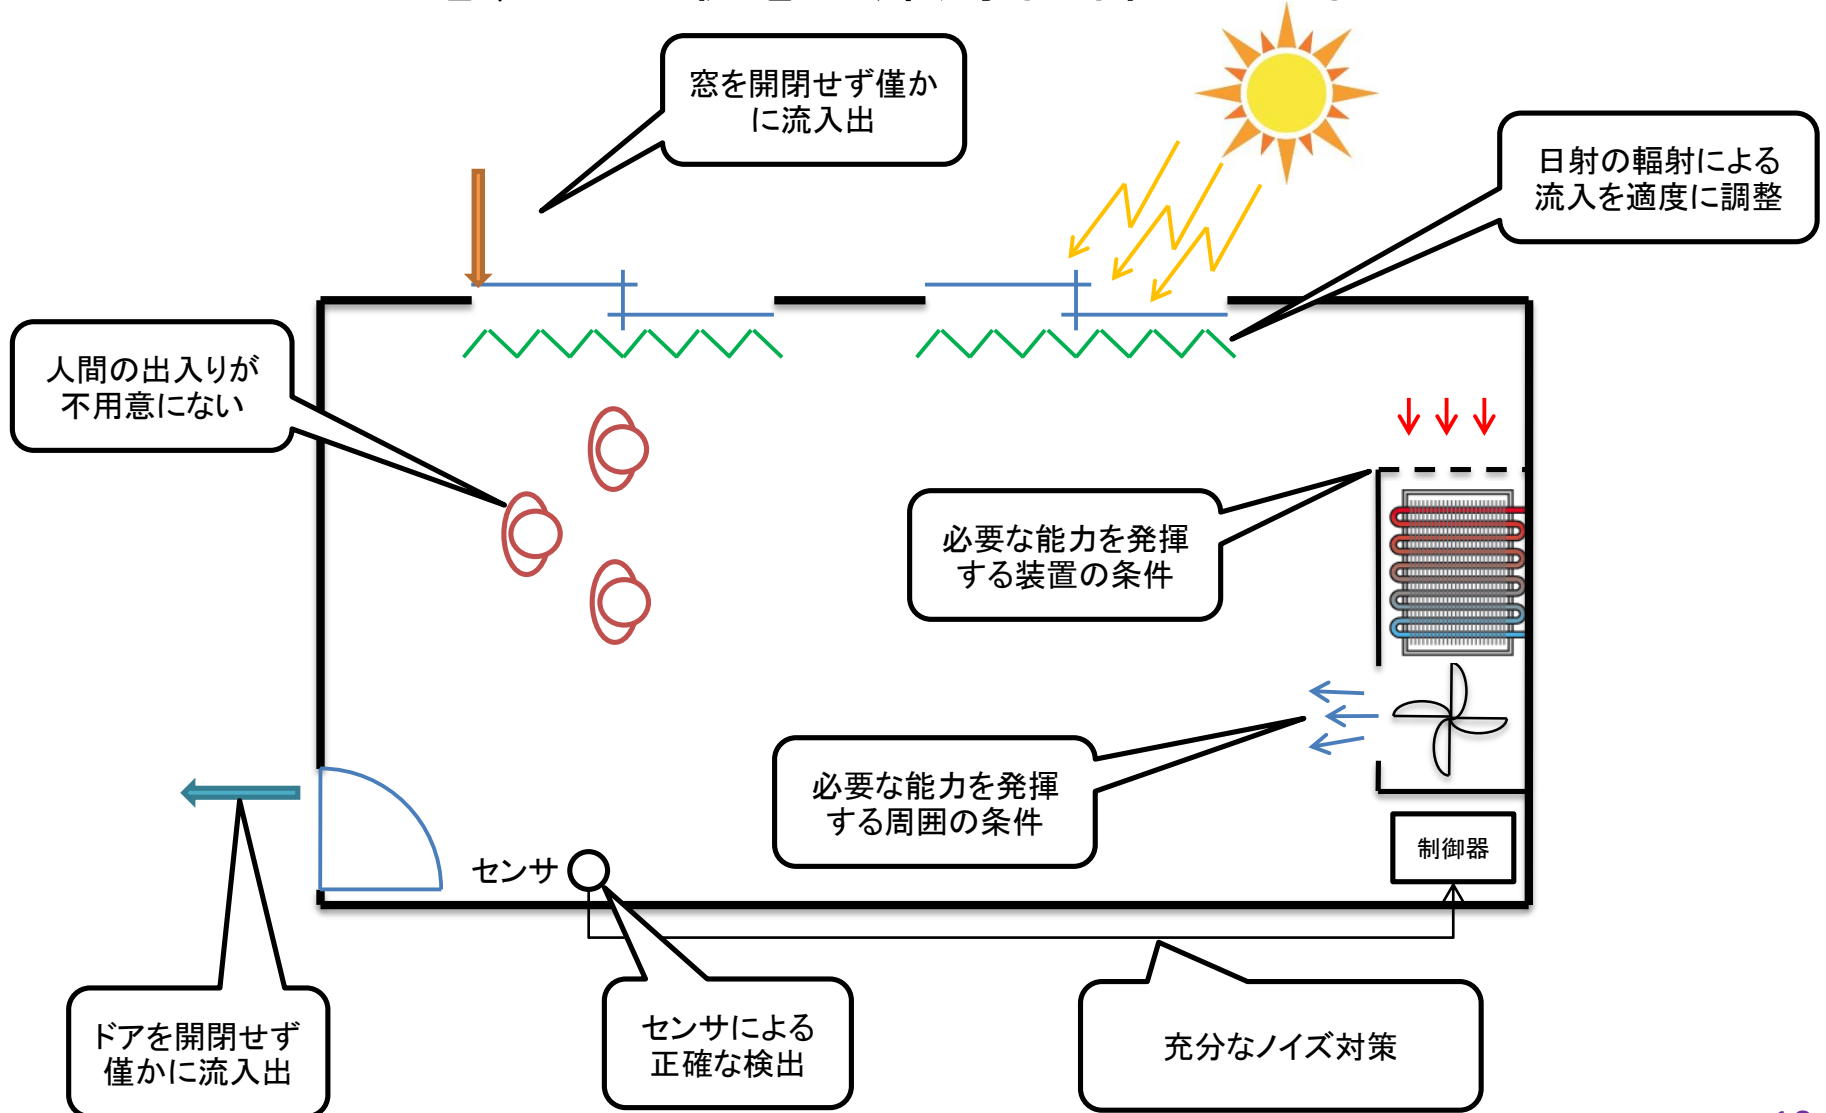 窓を開閉せず僅か
に流入出
日射の輻射による
流入を適度に調整
人間の出入りが
不用意にない
必要な能力を発揮
する装置の条件
必要な能力を発揮
する周囲の条件
制御器
センサ
ドアを開閉せず
僅かに流入出
センサによる
正確な検出
充分なノイズ対策